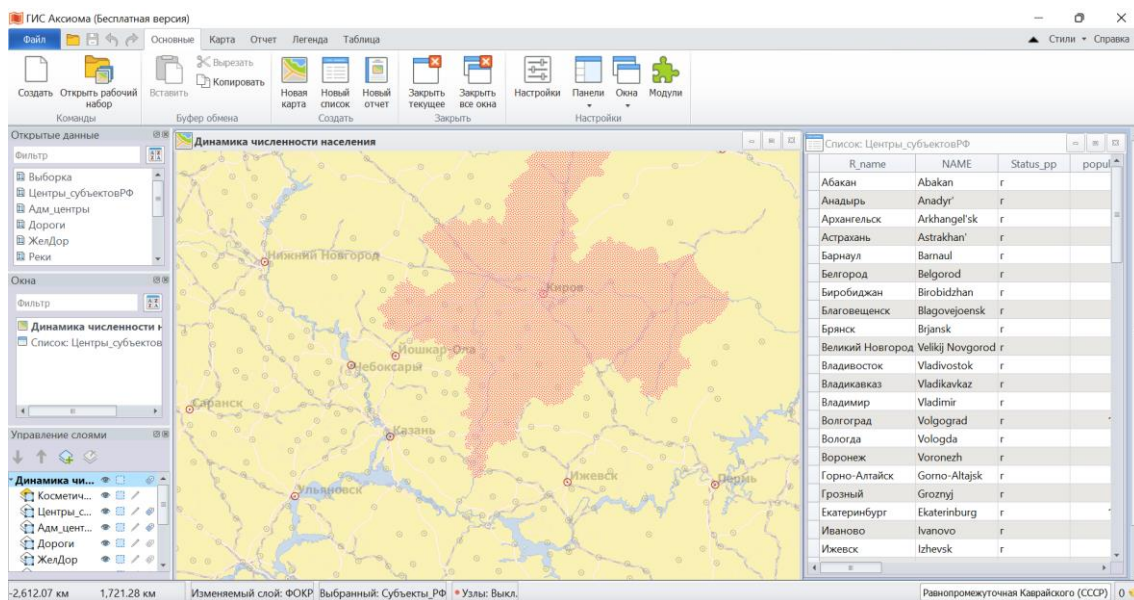 ГИС Аксиома (Бесплатная версия)
Файл Основные Карта Отчет Легенда Таблица Стили Справка
Создать Открыть рабочий набор Вставить Вырезать Копировать Новая карта Новый список Новый отчет Закрыть текущее Закрыть все окна Настройки Панели Окна Модули
Команды Буфер обмена Создать Закрыть Настройки
Открытые данные
Фильтр
Выборка
Центры_субъектовРФ
Адм_центры
Дороги
ЖелДор
Реки
Окна
Фильтр
Динамика численности н
Список: Центры_субъектов
Управление слоями
Динамика чи...
Косметич...
Центры_с...
Адм_цент...
Дороги
ЖелДор
Динамика численности населения
Нижний Новгород
Киров
Йошкар-Ола
Чебоксары
Саранск
Казань
Ижевск
Пермь
Ульяновск
Список: Центры_субъектовРФ
R_name NAME Status_pp popul
Абакан Abakan r
Анадырь Anadyr' r
Архангельск Arkhangel'sk r
Астрахань Astrakhan' r
Барнаул Barnaul r
Белгород Belgorod r
Биробиджан Birobidzhan r
Благовещенск Blagovejoensk r
Брянск Brjansk r
Великий Новгород Velikij Novgorod r
Владивосток Vladivostok r
Владикавказ Vladikavkaz r
Владимир Vladimir r
Волгоград Volgograd r
Вологда Vologda r
Воронеж Voronezh r
Горно-Алтайск Gorno-Altajsk r
Грозный Groznyj r
Екатеринбург Ekaterinburg r
Иваново Ivanovo r
Ижевск Izhevsk r
-2,612.07 км 1,721.28 км Изменяемый слой: ФОКР Выбранный: Субъекты_РФ Узлы: Выкл. Равнопромежуточная Каврайского (СССР) 0